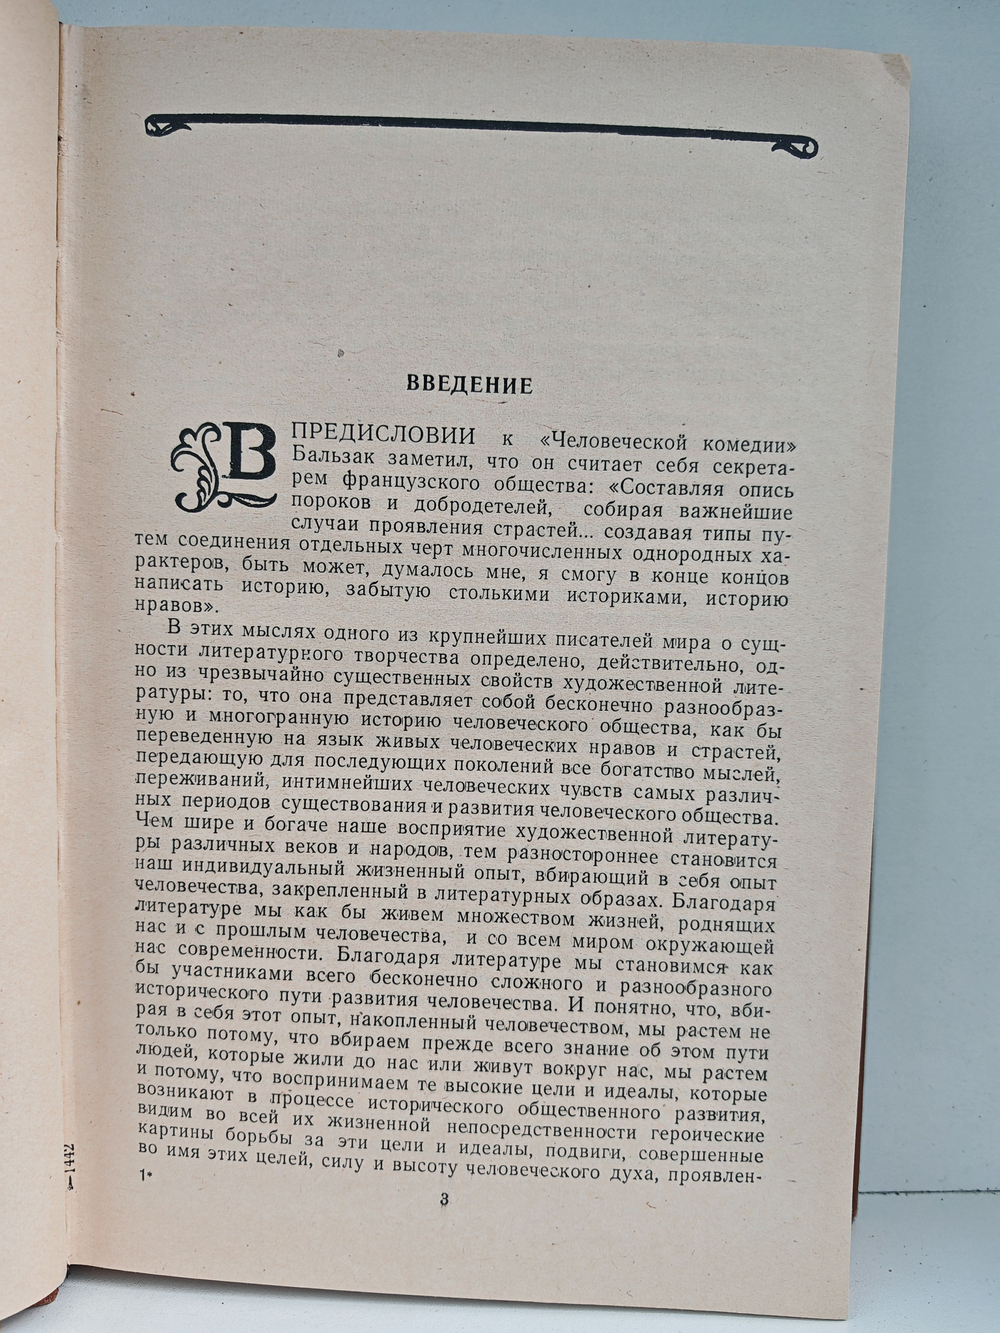 ВВЕДЕНИЕ
В ПРЕДИСЛОВИИ к «Человеческой комедии»
Бальзак заметил, что он считает себя секрета-
рем французского общества: «Составляя опись
пороков и добродетелей, собирая важнейшие
случаи проявления страстей... создавая типы пу-
тем соединения отдельных черт многочисленных однородных ха-
рактеров, быть может, думалось мне, я смогу в конце концов
написать историю, забытую столькими историками, историю
нравов».
В этих мыслях одного из крупнейших писателей мира о сущ-
ности литературного творчества определено, действительно, од-
но из чрезвычайно существенных свойств художественной лите-
ратуры: то, что она представляет собой бесконечно разнообраз-
ную и многогранную историю человеческого общества, как бы
переведенную на язык живых человеческих нравов и страстей,
передающую для последующих поколений все богатство мыслей,
переживаний, интимнейших человеческих чувств самых различ-
ных периодов существования и развития человеческого общества.
Чем шире и богаче наше восприятие художественной литерату-
ры различных веков и народов, тем разностороннее становится
наш индивидуальный жизненный опыт, вбирающий в себя опыт
человечества, закрепленный в литературных образах. Благодаря
литературе мы как бы живем множеством жизней, роднящих
нас и с прошлым человечества, и со всем миром окружающей
нас современности. Благодаря литературе мы становимся как
бы участниками всего бесконечно сложного и разнообразного
исторического пути развития человечества. И понятно, что, вби-
рая в себя этот опыт, накопленный человечеством, мы растем не
только потому, что вбираем прежде всего знание об этом пути
людей, которые жили до нас или живут вокруг нас, мы растем
и потому, что воспринимаем те высокие цели и идеалы, которые
возникают в процессе исторического общественного развития,
видим во всей их жизненной непосредственности героические
картины борьбы за эти цели и идеалы, подвиги, совершенные
во имя этих целей, силу и высоту человеческого духа, проявлен-
1*
3
1442